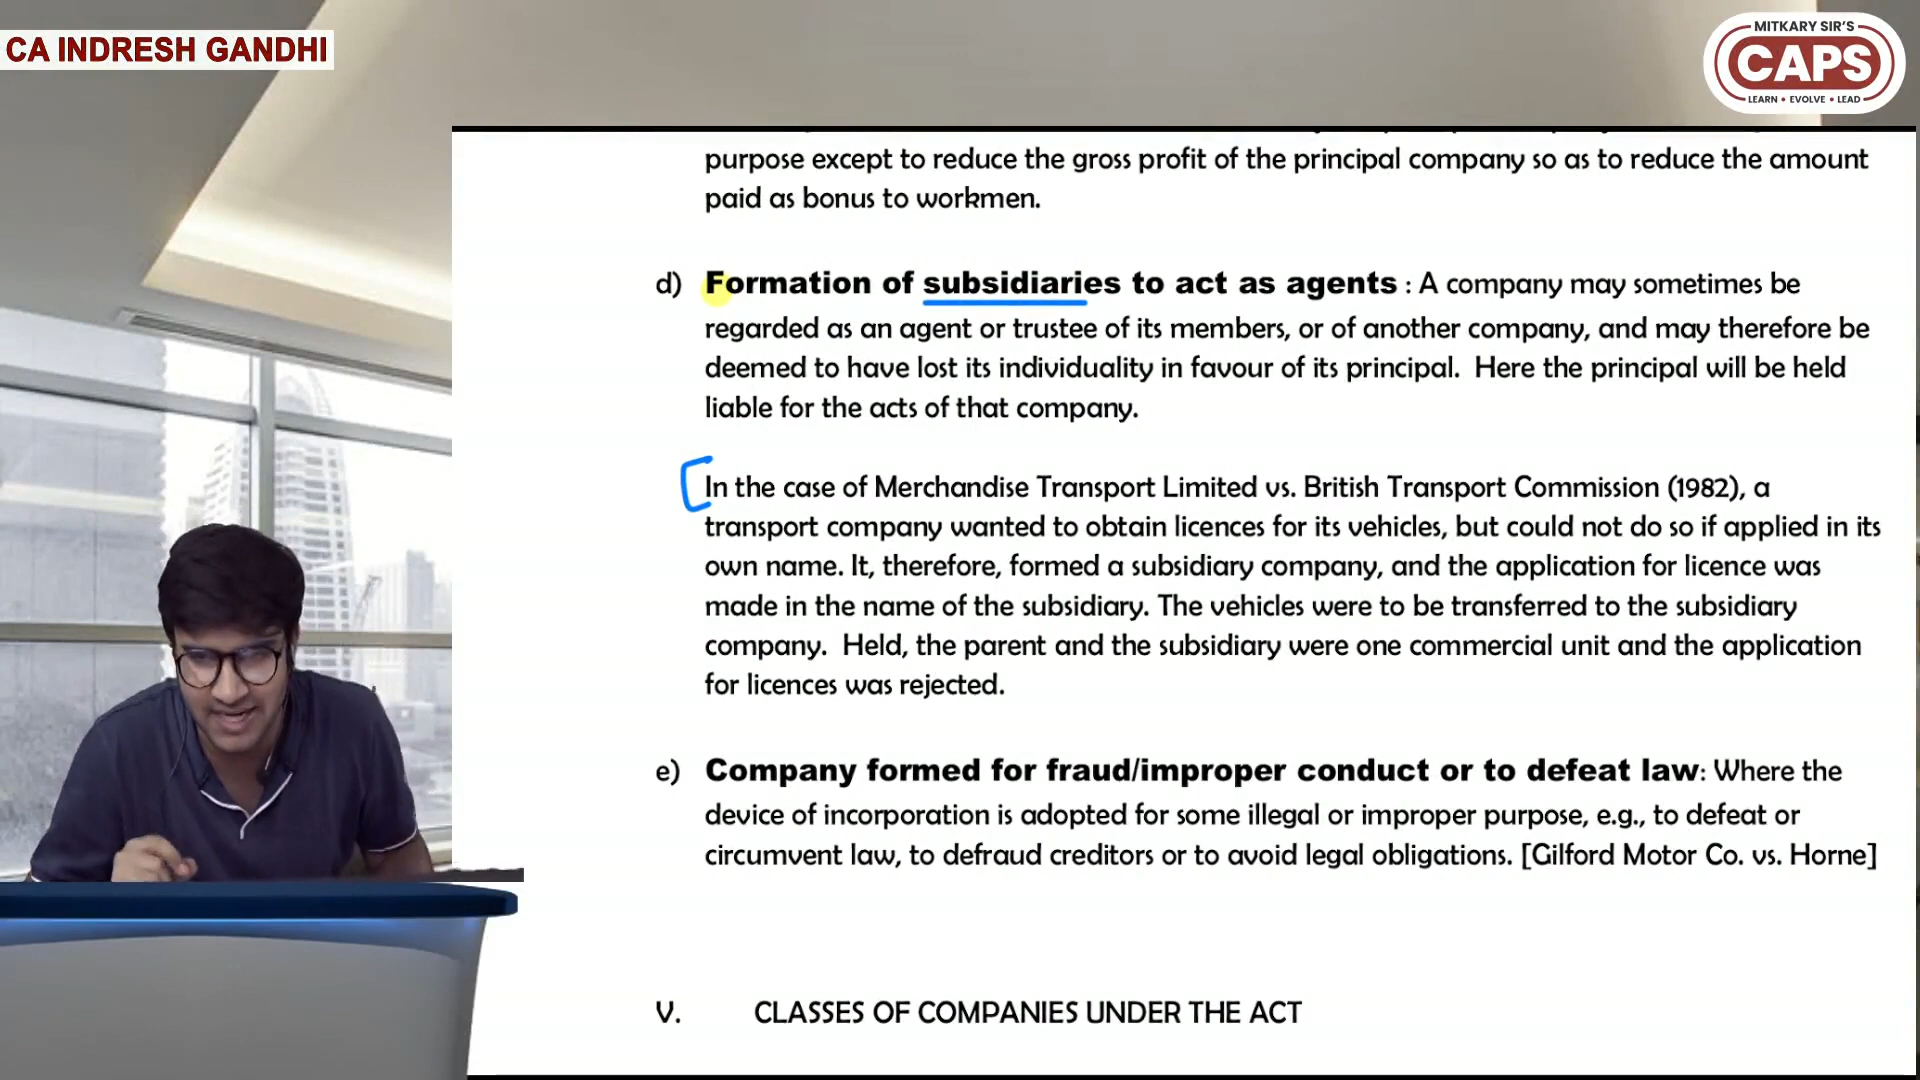 CA INDRESH GANDHI
MITKARY SIR'S
CAPS
LEARN • EVOLVE • LEAD
purpose except to reduce the gross profit of the principal company so as to reduce the amount
paid as bonus to workmen.
d) Formation of subsidiaries to act as agents : A company may sometimes be
regarded as an agent or trustee of its members, or of another company, and may therefore be
deemed to have lost its individuality in favour of its principal. Here the principal will be held
liable for the acts of that company.
In the case of Merchandise Transport Limited vs. British Transport Commission (1982), a
transport company wanted to obtain licences for its vehicles, but could not do so if applied in its
own name. It, therefore, formed a subsidiary company, and the application for licence was
made in the name of the subsidiary. The vehicles were to be transferred to the subsidiary
company. Held, the parent and the subsidiary were one commercial unit and the application
for licences was rejected.
e) Company formed for fraud/improper conduct or to defeat law: Where the
device of incorporation is adopted for some illegal or improper purpose, e.g., to defeat or
circumvent law, to defraud creditors or to avoid legal obligations. [Gilford Motor Co. vs. Horne]
V. CLASSES OF COMPANIES UNDER THE ACT